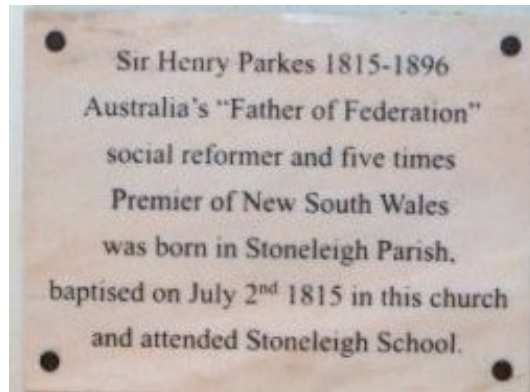 Sir Henry Parkes 1815-1896
Australia's "Father of Federation"
social reformer and five times
Premier of New South Wales
was born in Stoneleigh Parish,
baptised on July 2nd 1815 in this church
and attended Stoneleigh School.